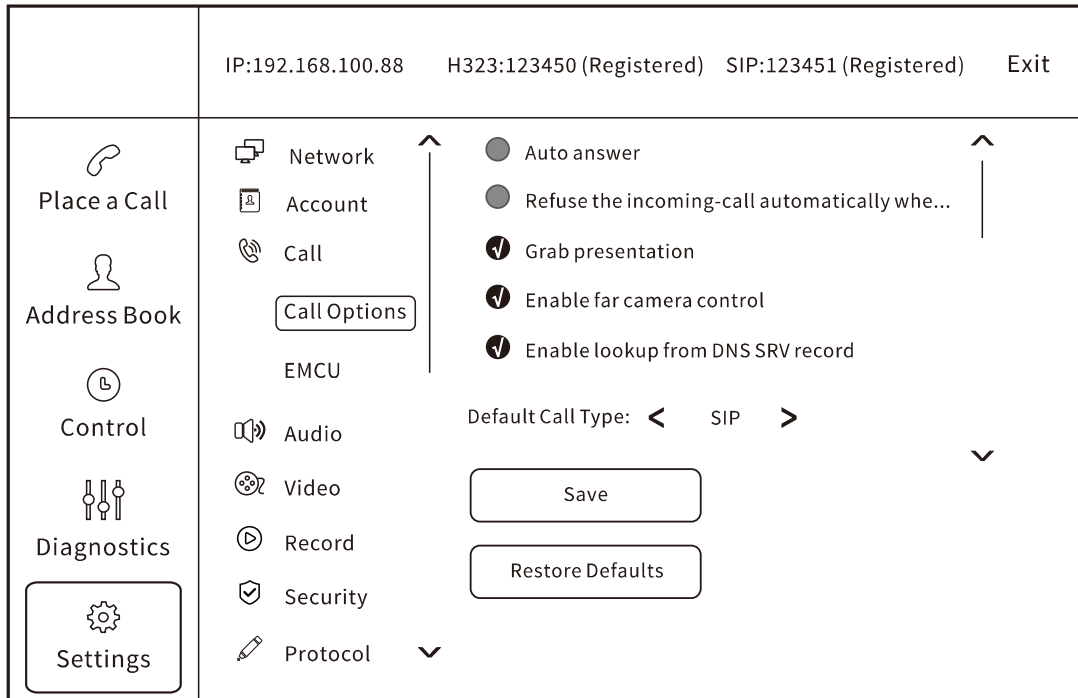 IP:192.168.100.88 H323:123450 (Registered) SIP:123451 (Registered) Exit
Place a Call
Address Book
Control
Diagnostics
Settings
Network
Account
Call
Call Options
EMCU
Audio
Video
Record
Security
Protocol
Auto answer
Refuse the incoming-call automatically whe...
Grab presentation
Enable far camera control
Enable lookup from DNS SRV record
Default Call Type: < SIP >
Save
Restore Defaults